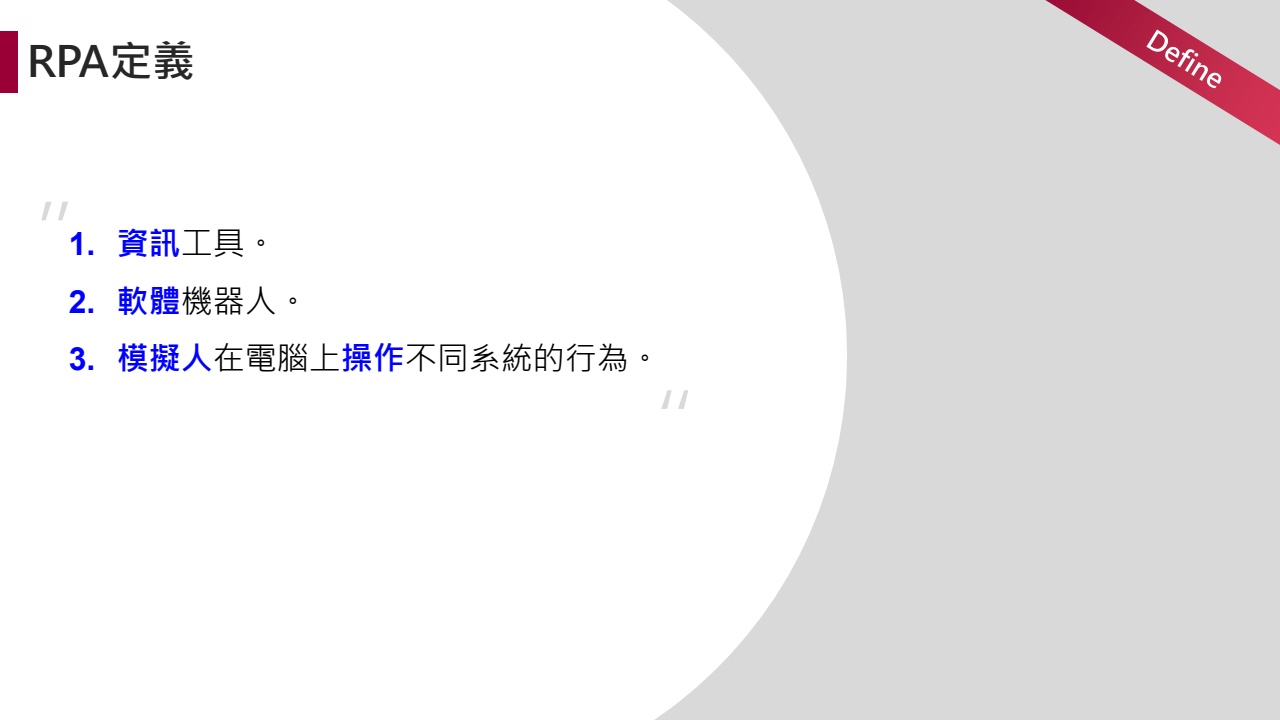 RPA定義
Define
"
1. 資訊工具。
2. 軟體機器人。
3. 模擬人在電腦上操作不同系統的行為。
"